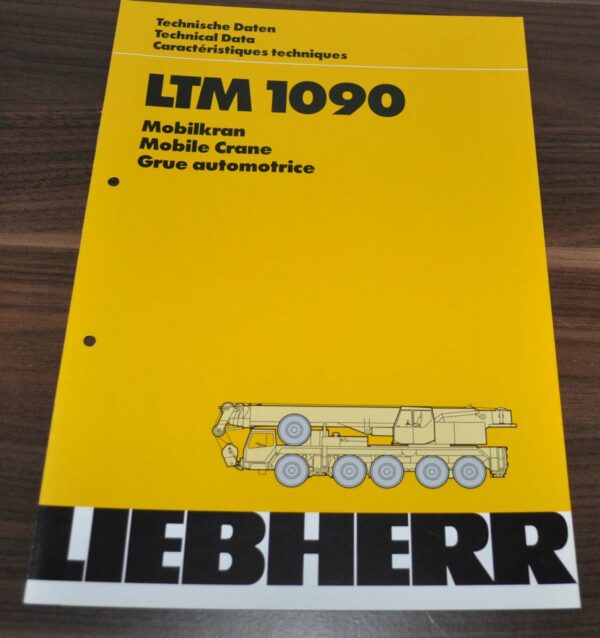 Technische Daten
Technical Data
Caractéristiques techniques
LTM 1090
Mobilkran
Mobile Crane
Grue automotrice
LIEBHERR